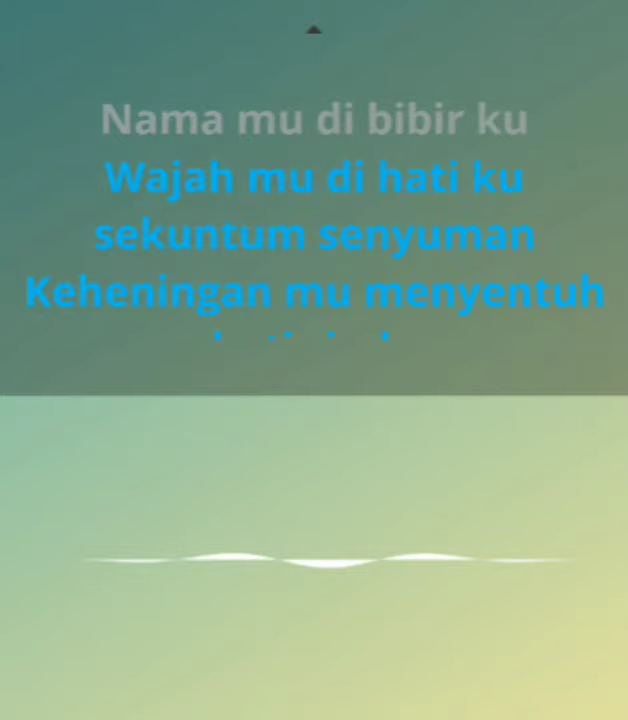 Nama mu di bibir ku
Wajah mu di hati ku
sekuntum senyuman
Keheningan mu menyentuh